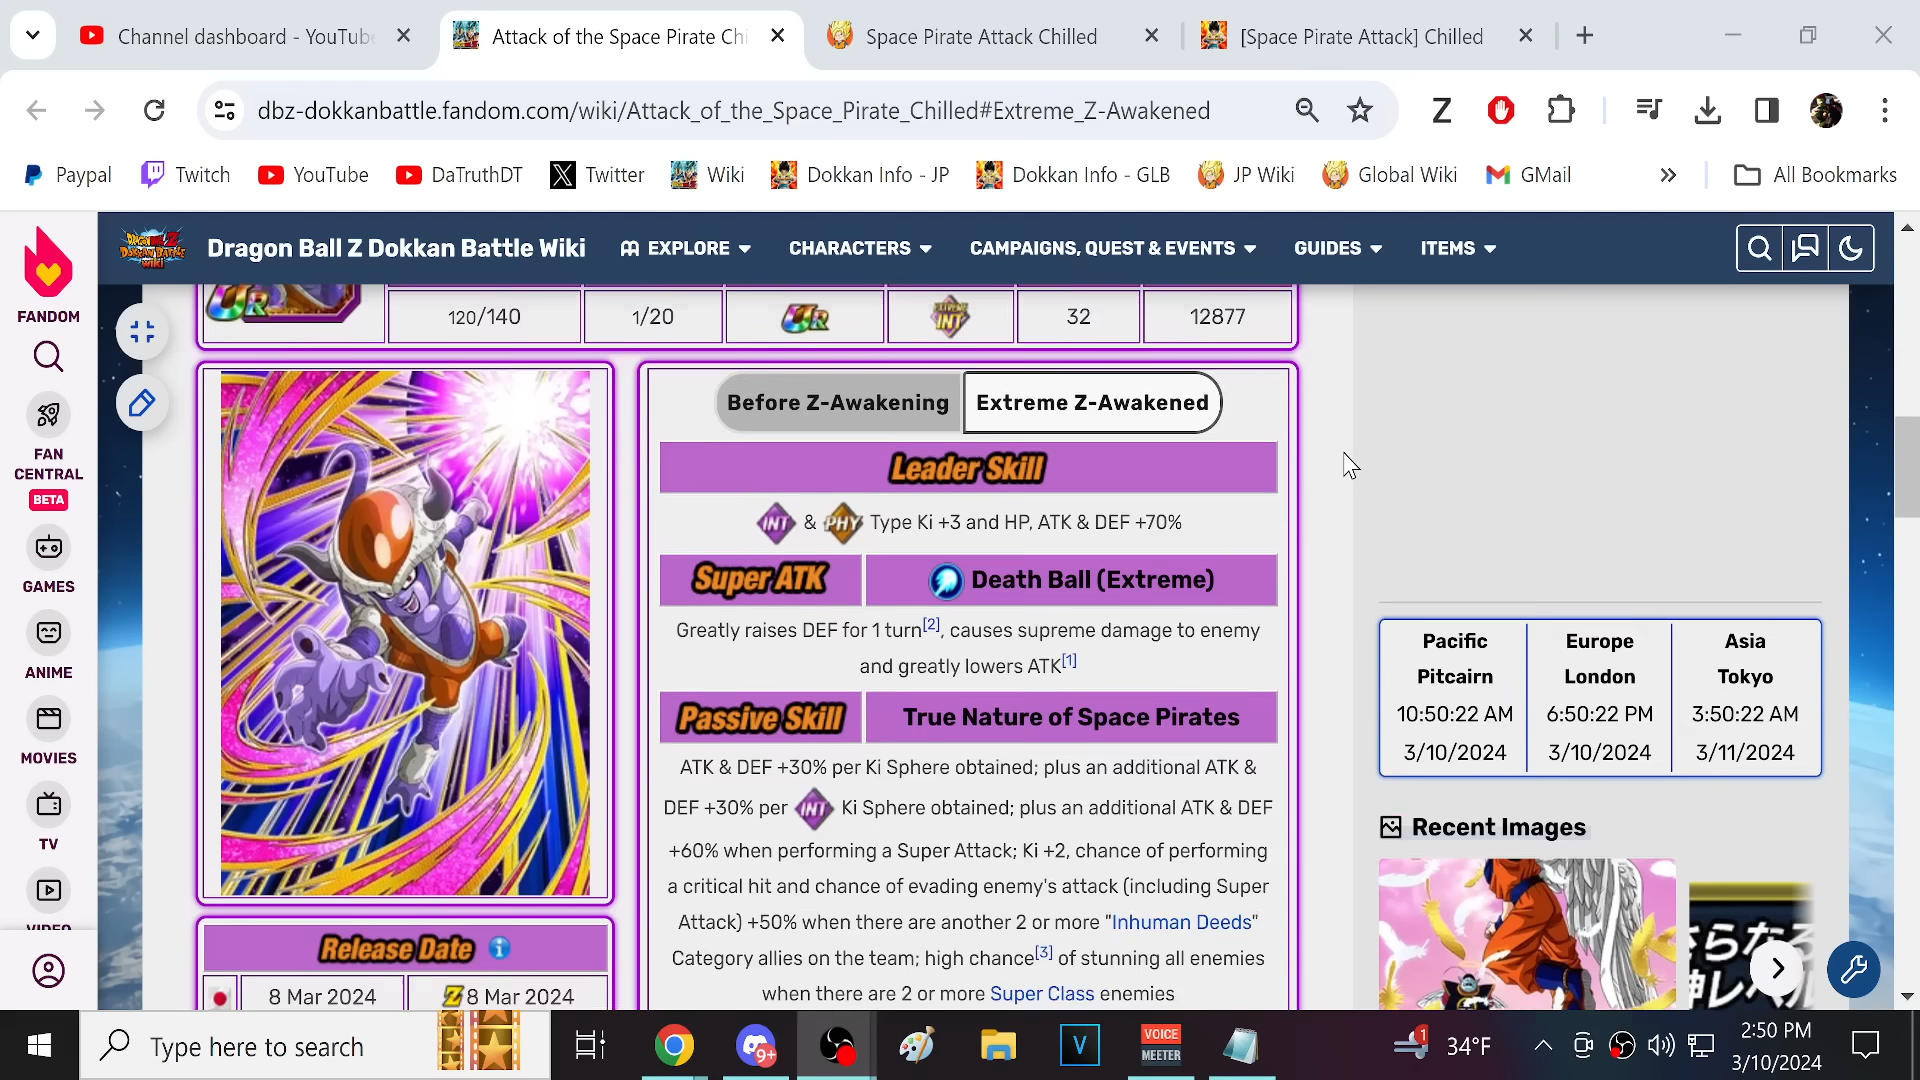 Channel dashboard - YouTube
Attack of the Space Pirate Chi
Space Pirate Attack Chilled
[Space Pirate Attack] Chilled
dbz-dokkanbattle.fandom.com/wiki/Attack_of_the_Space_Pirate_Chilled#Extreme_Z-Awakened
Paypal
Twitch
YouTube
DaTruthDT
Twitter
Wiki
Dokkan Info - JP
Dokkan Info - GLB
JP Wiki
Global Wiki
GMail
All Bookmarks
Dragon Ball Z Dokkan Battle Wiki
EXPLORE
CHARACTERS
CAMPAIGNS, QUEST & EVENTS
GUIDES
ITEMS
FANDOM
FAN CENTRAL
BETA
GAMES
ANIME
MOVIES
TV
VIDEO
UR
120/140
1/20
UR
EXTREME INT
32
12877
Before Z-Awakening
Extreme Z-Awakened
Leader Skill
INT & PHY Type Ki +3 and HP, ATK & DEF +70%
Super ATK
Death Ball (Extreme)
Greatly raises DEF for 1 turn[2], causes supreme damage to enemy
and greatly lowers ATK[1]
Passive Skill
True Nature of Space Pirates
ATK & DEF +30% per Ki Sphere obtained; plus an additional ATK &
DEF +30% per INT Ki Sphere obtained; plus an additional ATK & DEF
+60% when performing a Super Attack; Ki +2, chance of performing
a critical hit and chance of evading enemy's attack (including Super
Attack) +50% when there are another 2 or more "Inhuman Deeds"
Category allies on the team; high chance[3] of stunning all enemies
when there are 2 or more Super Class enemies
Release Date
8 Mar 2024
Z 8 Mar 2024
Pacific
Pitcairn
10:50:22 AM
3/10/2024
Europe
London
6:50:22 PM
3/10/2024
Asia
Tokyo
3:50:22 AM
3/11/2024
Recent Images
Type here to search
9+
V
VOICE
MEETER
1
34°F
2:50 PM
3/10/2024